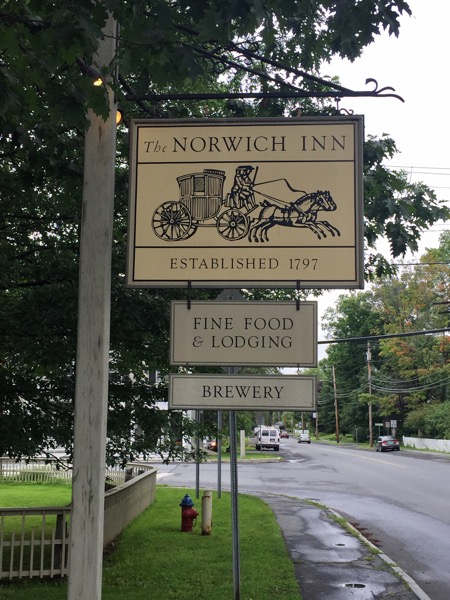 The NORWICH INN
ESTABLISHED 1797
FINE FOOD
& LODGING
BREWERY